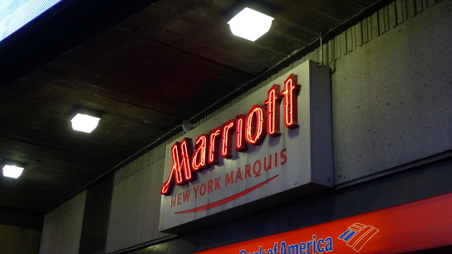 Marriott
NEW YORK MARQUIS
Bank of America